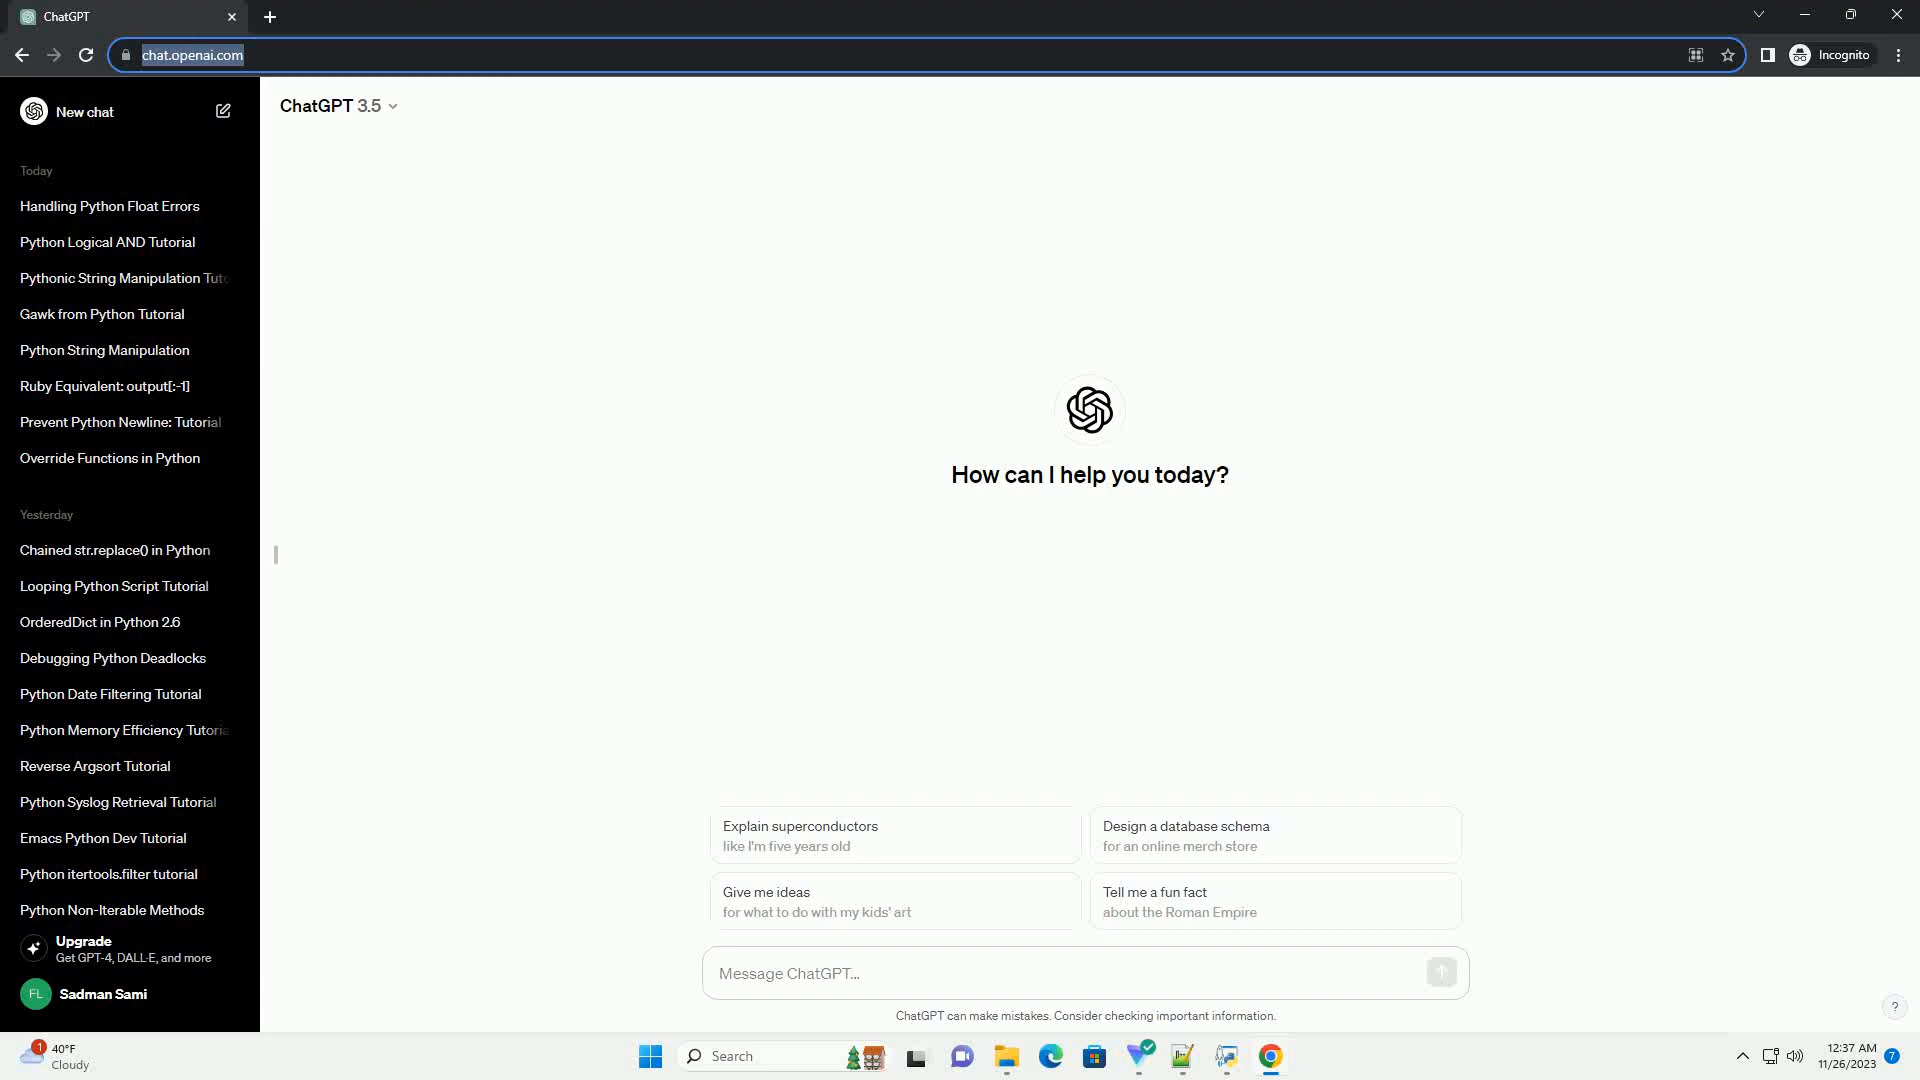 ChatGPT
chat.openai.com
Incognito
New chat
ChatGPT 3.5
Today
Handling Python Float Errors
Python Logical AND Tutorial
Pythonic String Manipulation Tuto
Gawk from Python Tutorial
Python String Manipulation
Ruby Equivalent: output[:-1]
Prevent Python Newline: Tutorial
Override Functions in Python
Yesterday
Chained str.replace() in Python
Looping Python Script Tutorial
OrderedDict in Python 2.6
Debugging Python Deadlocks
Python Date Filtering Tutorial
Python Memory Efficiency Tutoria
Reverse Argsort Tutorial
Python Syslog Retrieval Tutorial
Emacs Python Dev Tutorial
Python itertools.filter tutorial
Python Non-Iterable Methods
Upgrade
Get GPT-4, DALL·E, and more
FL
Sadman Sami
How can I help you today?
Explain superconductors
like I'm five years old
Design a database schema
for an online merch store
Give me ideas
for what to do with my kids' art
Tell me a fun fact
about the Roman Empire
Message ChatGPT...
ChatGPT can make mistakes. Consider checking important information.
?
1
40°F
Cloudy
Search
12:37 AM
11/26/2023
7